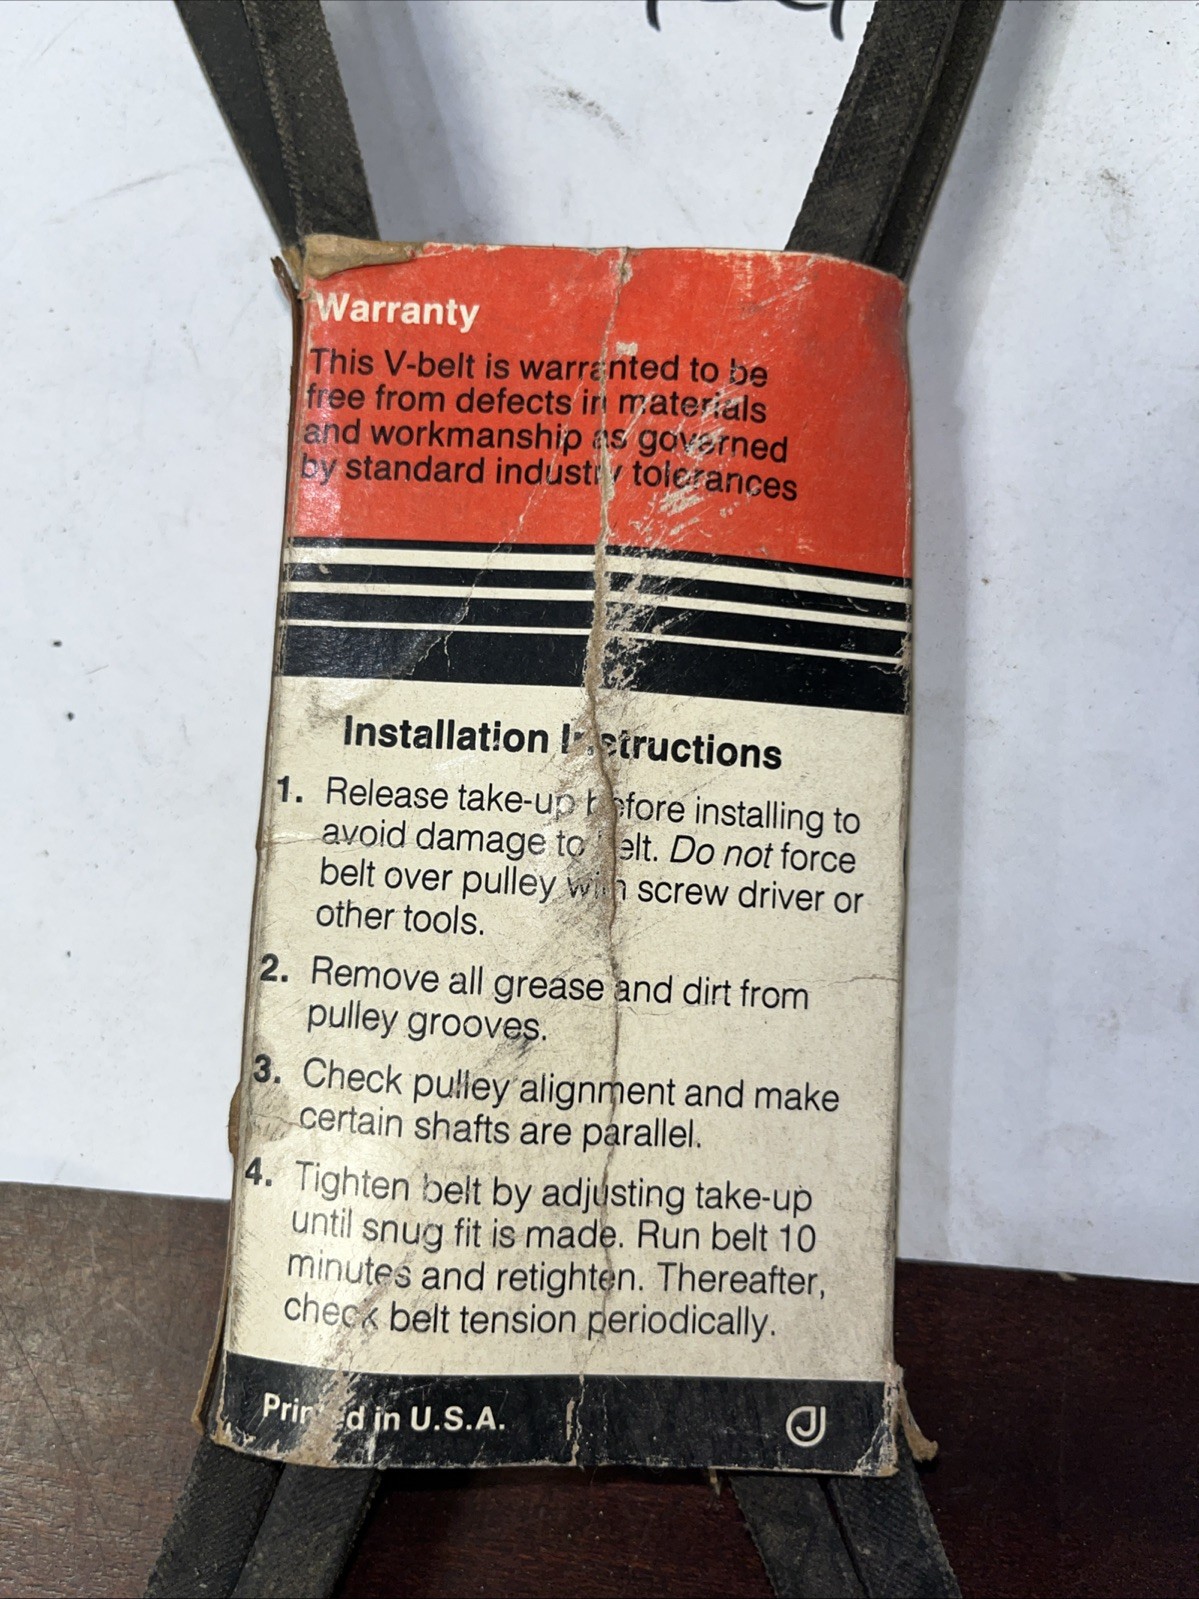 Warranty
This V-belt is warranted to be
free from defects in materials
and workmanship as governed
by standard industry tolerances
Installation Instructions
1. Release take-up before installing to
avoid damage to belt. Do not force
belt over pulley with screw driver or
other tools.
2. Remove all grease and dirt from
pulley grooves.
3. Check pulley alignment and make
certain shafts are parallel.
4. Tighten belt by adjusting take-up
until snug fit is made. Run belt 10
minutes and retighten. Thereafter,
check belt tension periodically.
Printed in U.S.A.